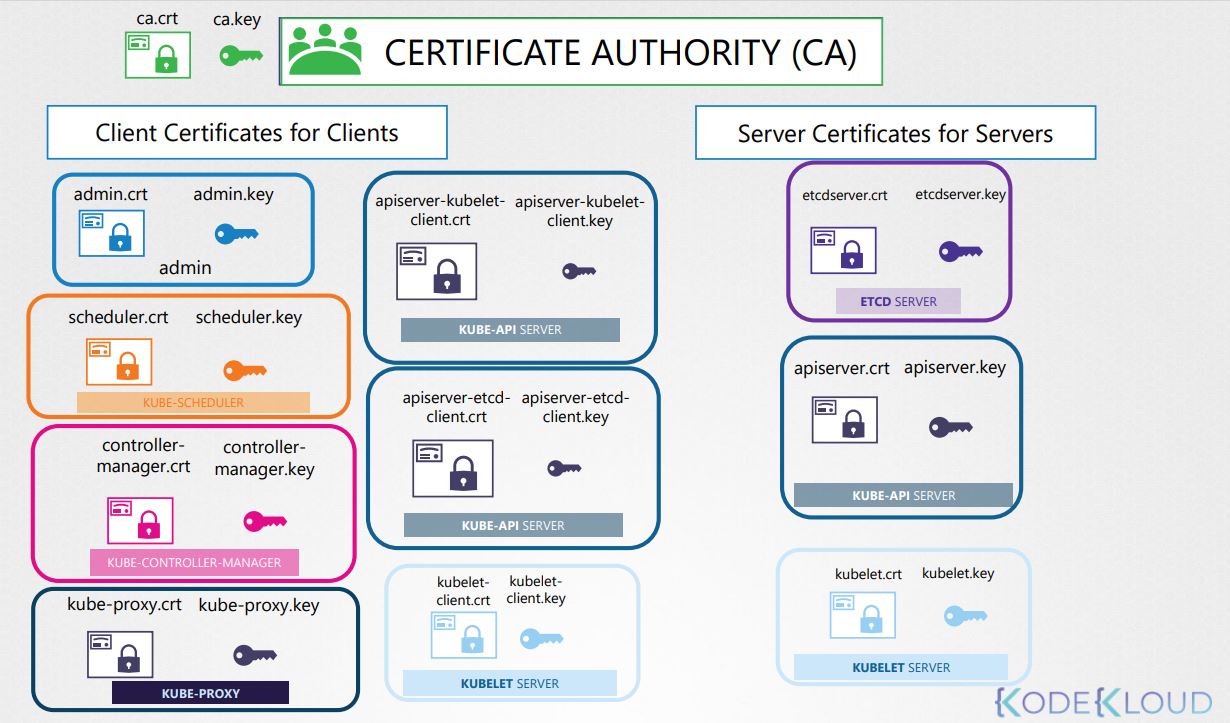 ca.crt
ca.key
CERTIFICATE AUTHORITY (CA)
Client Certificates for Clients
admin.crt
admin.key
admin
scheduler.crt
scheduler.key
KUBE-SCHEDULER
controller-
manager.crt
controller-
manager.key
KUBE-CONTROLLER-MANAGER
kube-proxy.crt
kube-proxy.key
KUBE-PROXY
apiserver-kubelet-
client.crt
apiserver-kubelet-
client.key
KUBE-API SERVER
apiserver-etcd-
client.crt
apiserver-etcd-
client.key
KUBE-API SERVER
kubelet-
client.crt
kubelet-
client.key
KUBELET SERVER
Server Certificates for Servers
etcdserver.crt
etcdserver.key
ETCD SERVER
apiserver.crt
apiserver.key
KUBE-API SERVER
kubelet.crt
kubelet.key
KUBELET SERVER
KODEKLOUD